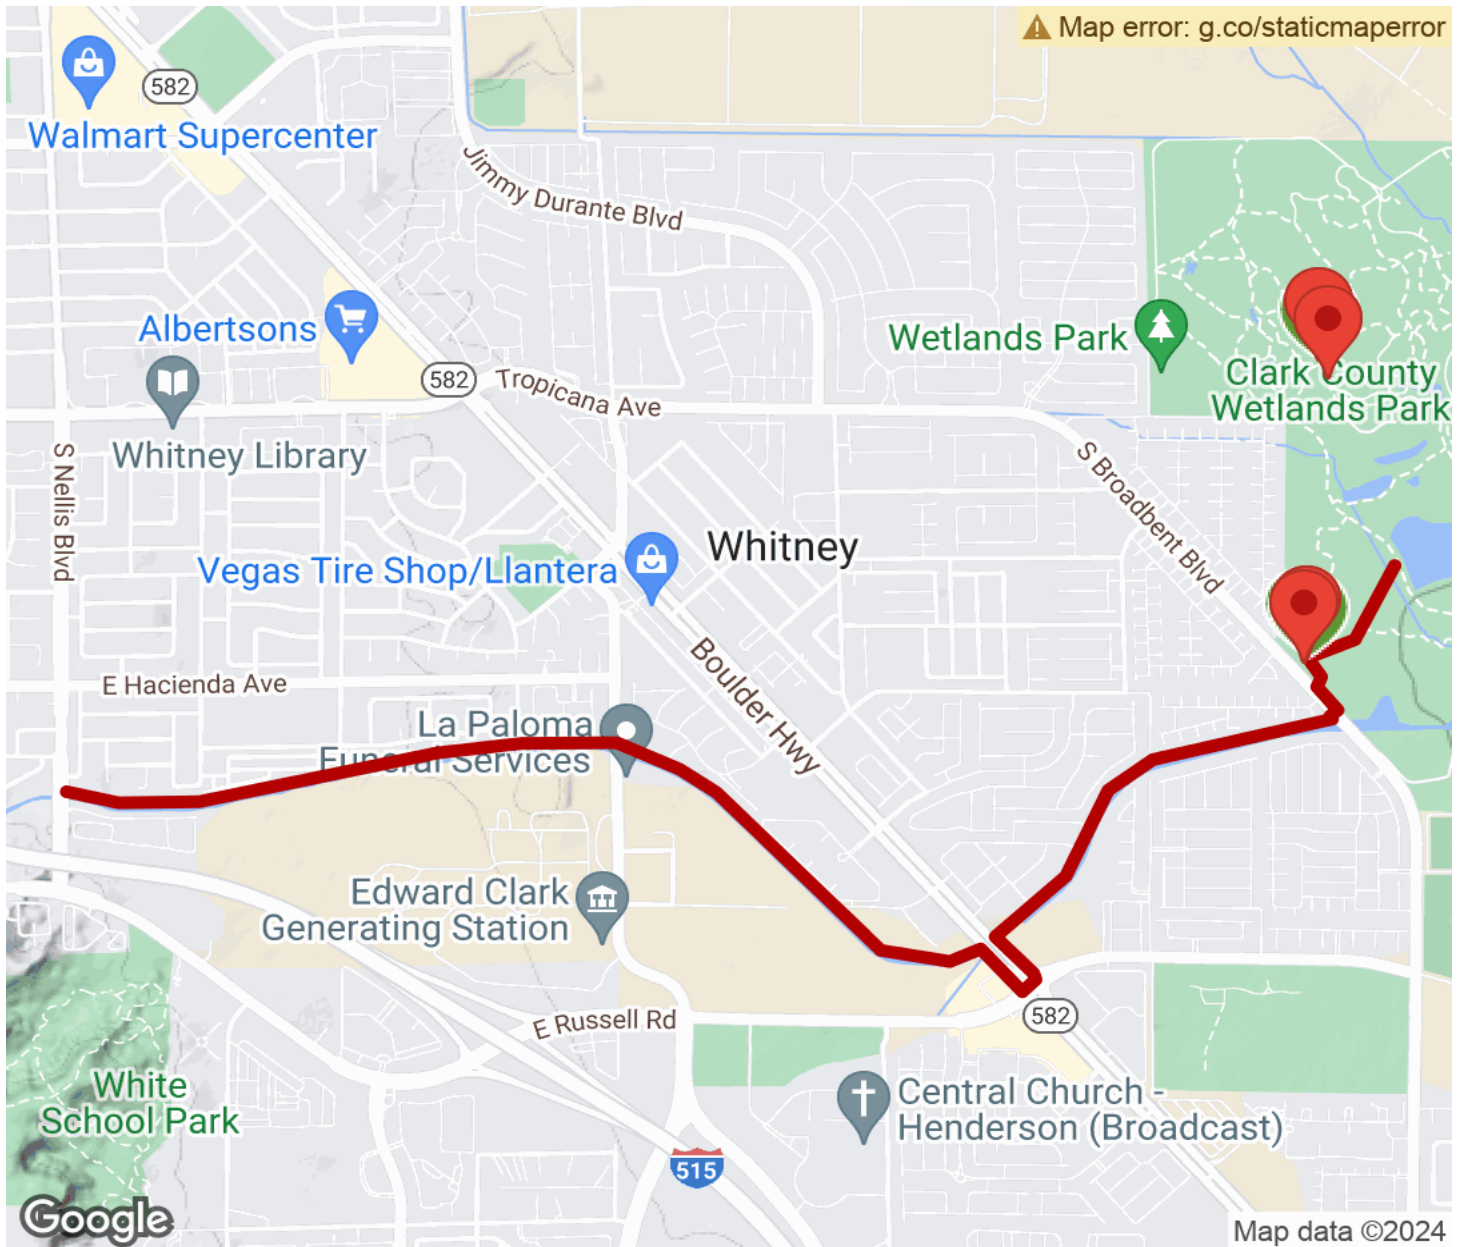 Map error: g.co/staticmaperror
582
Walmart Supercenter
Jimmy Durante Blvd
Albertsons
Wetlands Park
582
Tropicana Ave
Clark County
Wetlands Park
Whitney Library
S Nellis Blvd
S Broadbent Blvd
Whitney
Vegas Tire Shop/Llantera
E Hacienda Ave
Boulder Hwy
La Paloma
Funeral Services
Edward Clark
Generating Station
E Russell Rd
582
White
School Park
Central Church -
Henderson (Broadcast)
515
Google
Map data ©2024